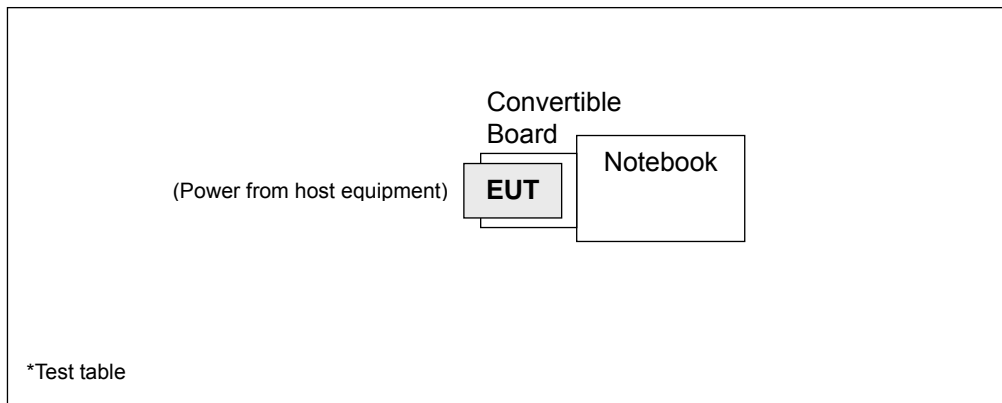 Convertible
Board
Notebook
(Power from host equipment)
EUT
*Test table